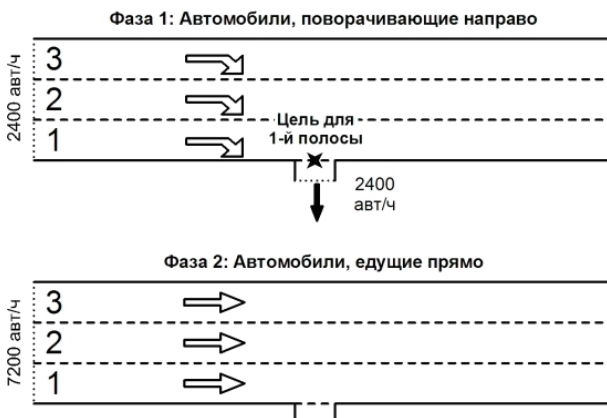 Фаза 1: Автомобили, поворачивающие направо
2400 авт/ч
3
2
1
Цель для
1-й полосы
2400
авт/ч
Фаза 2: Автомобили, едущие прямо
7200 авт/ч
3
2
1